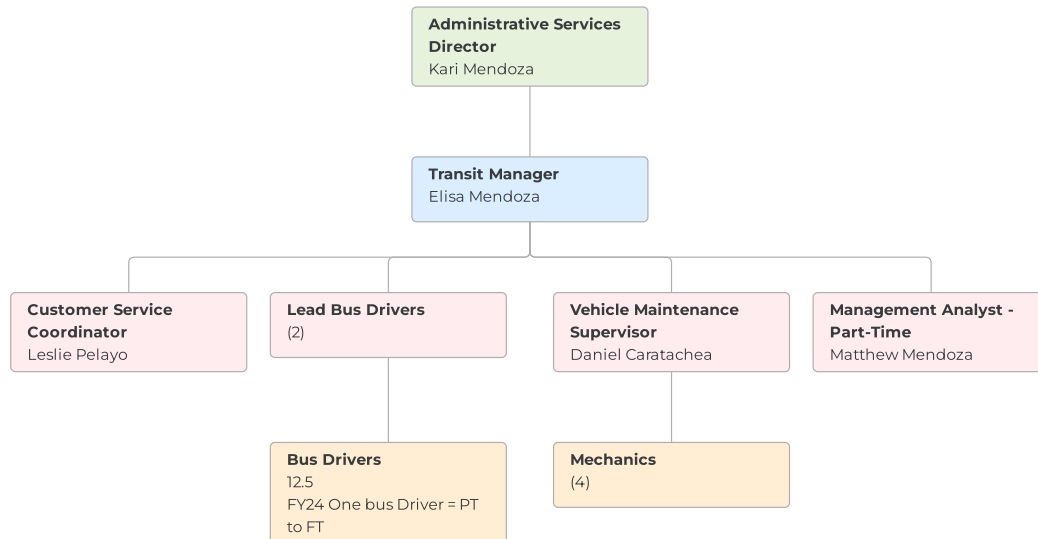 Administrative Services
Director
Kari Mendoza
Transit Manager
Elisa Mendoza
Customer Service
Coordinator
Leslie Pelayo
Lead Bus Drivers
(2)
Vehicle Maintenance
Supervisor
Daniel Caratachea
Management Analyst -
Part-Time
Matthew Mendoza
Bus Drivers
12.5
FY24 One bus Driver = PT
to FT
Mechanics
(4)